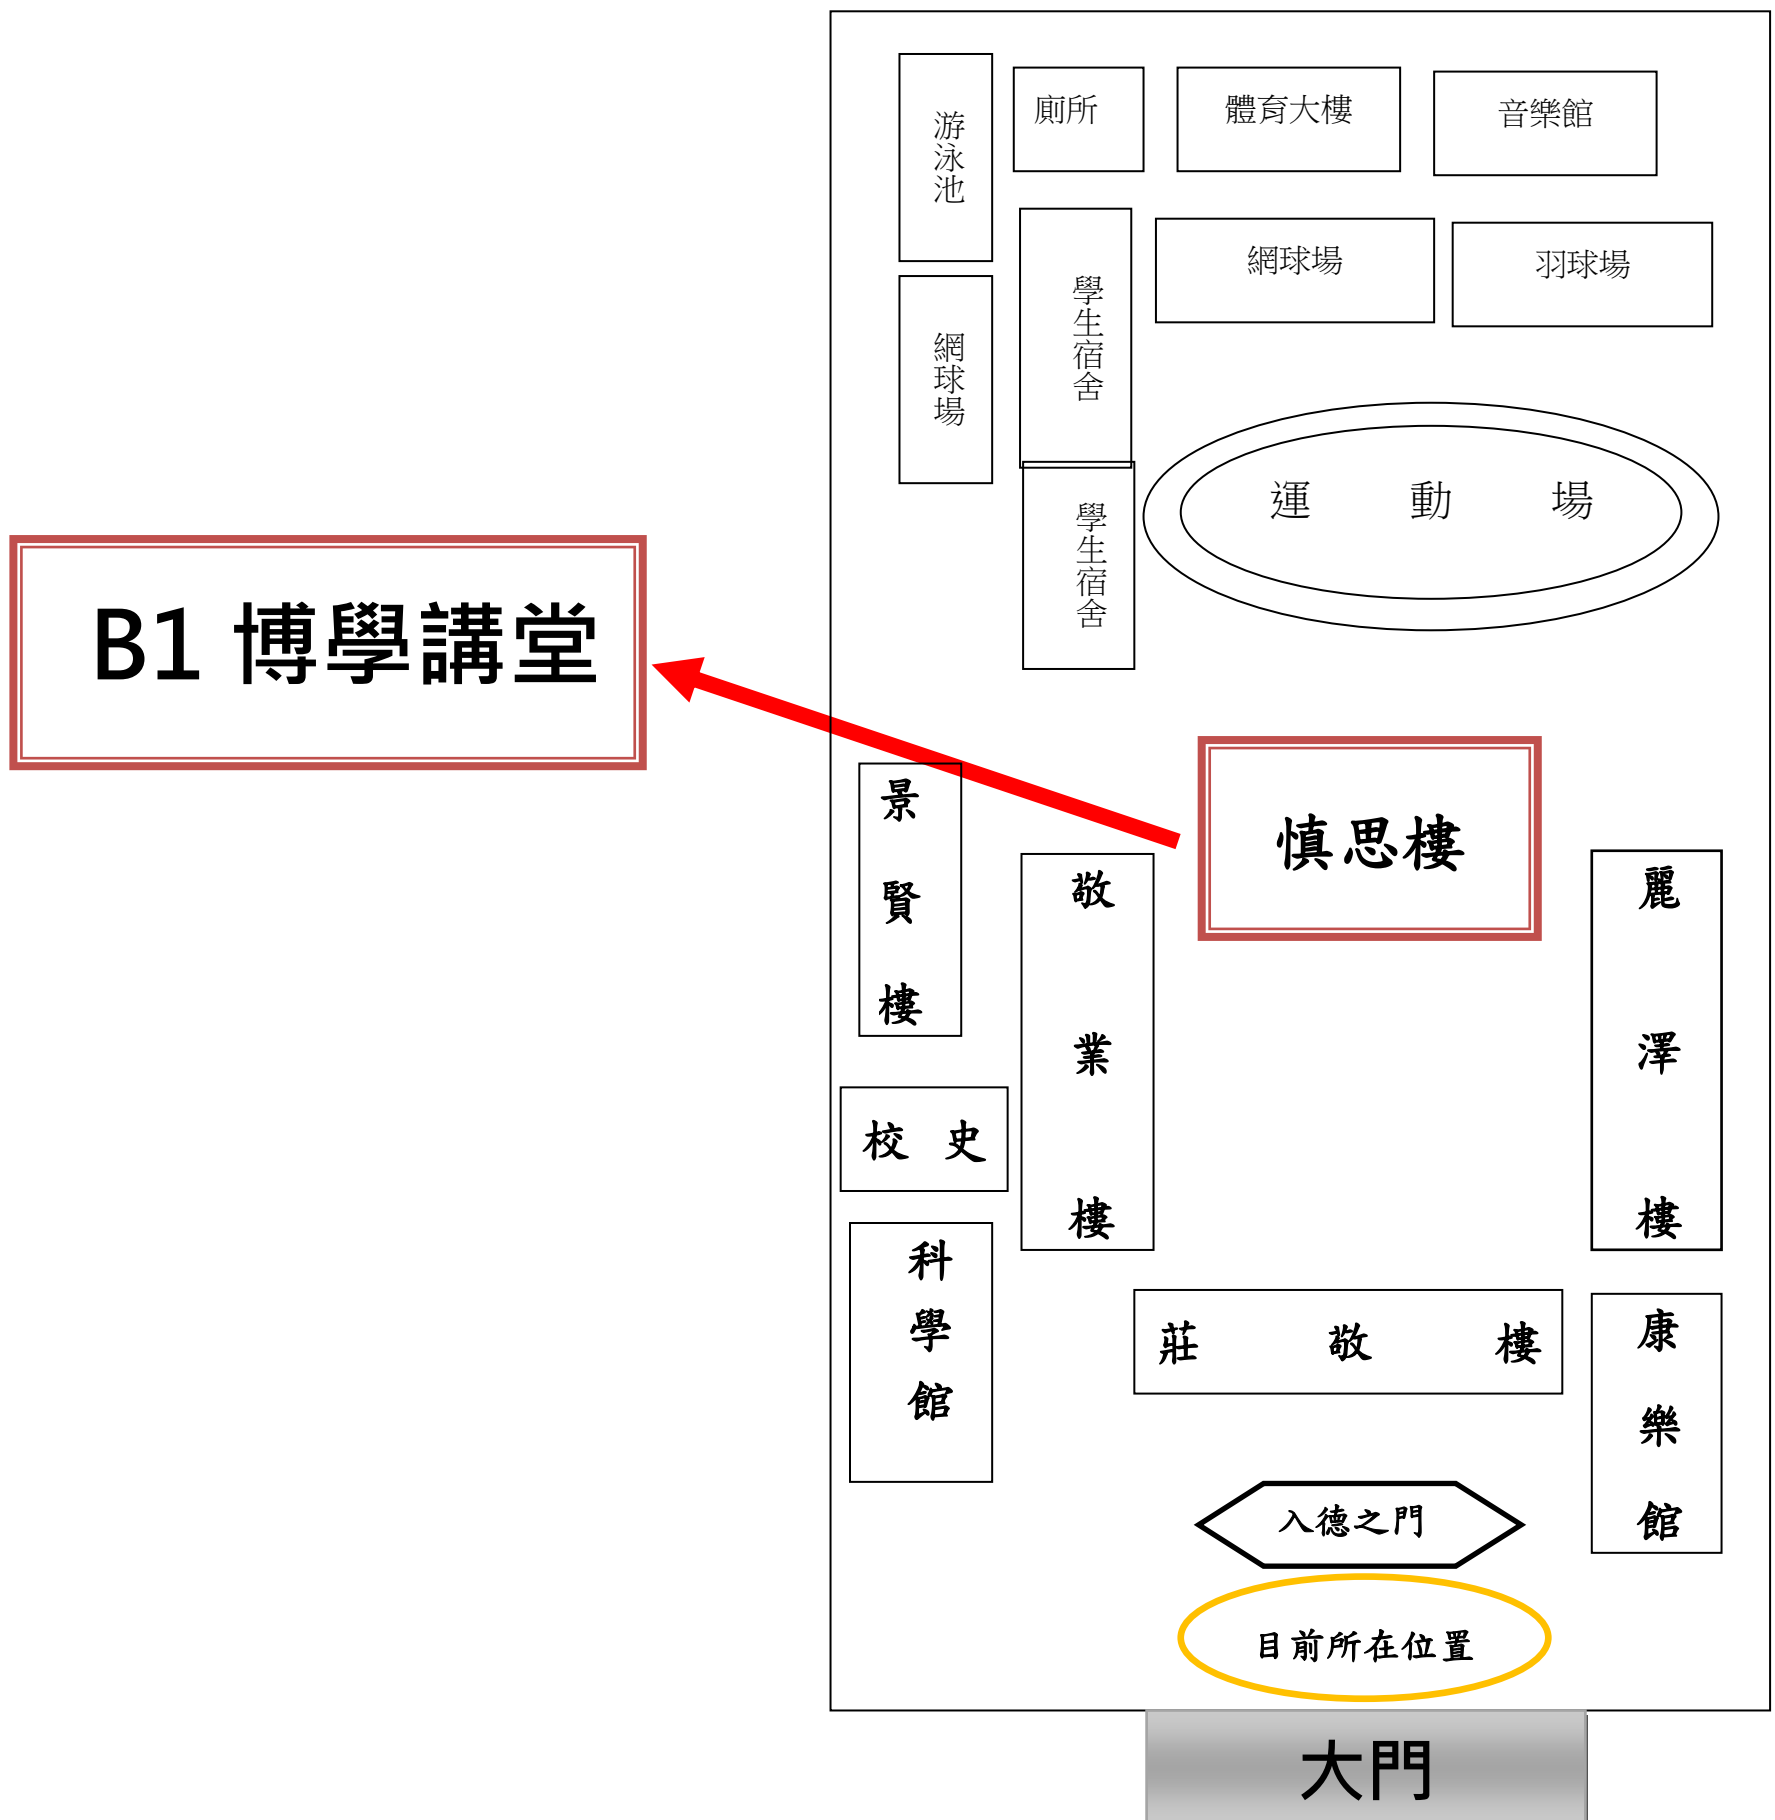 游泳池
廁所
體育大樓
音樂館
網球場
學生宿舍
網球場
羽球場
學生宿舍
運動場
B1 博學講堂
慎思樓
景賢樓
敬業樓
麗澤樓
校史
科學館
莊敬樓
康樂館
入德之門
目前所在位置
大門